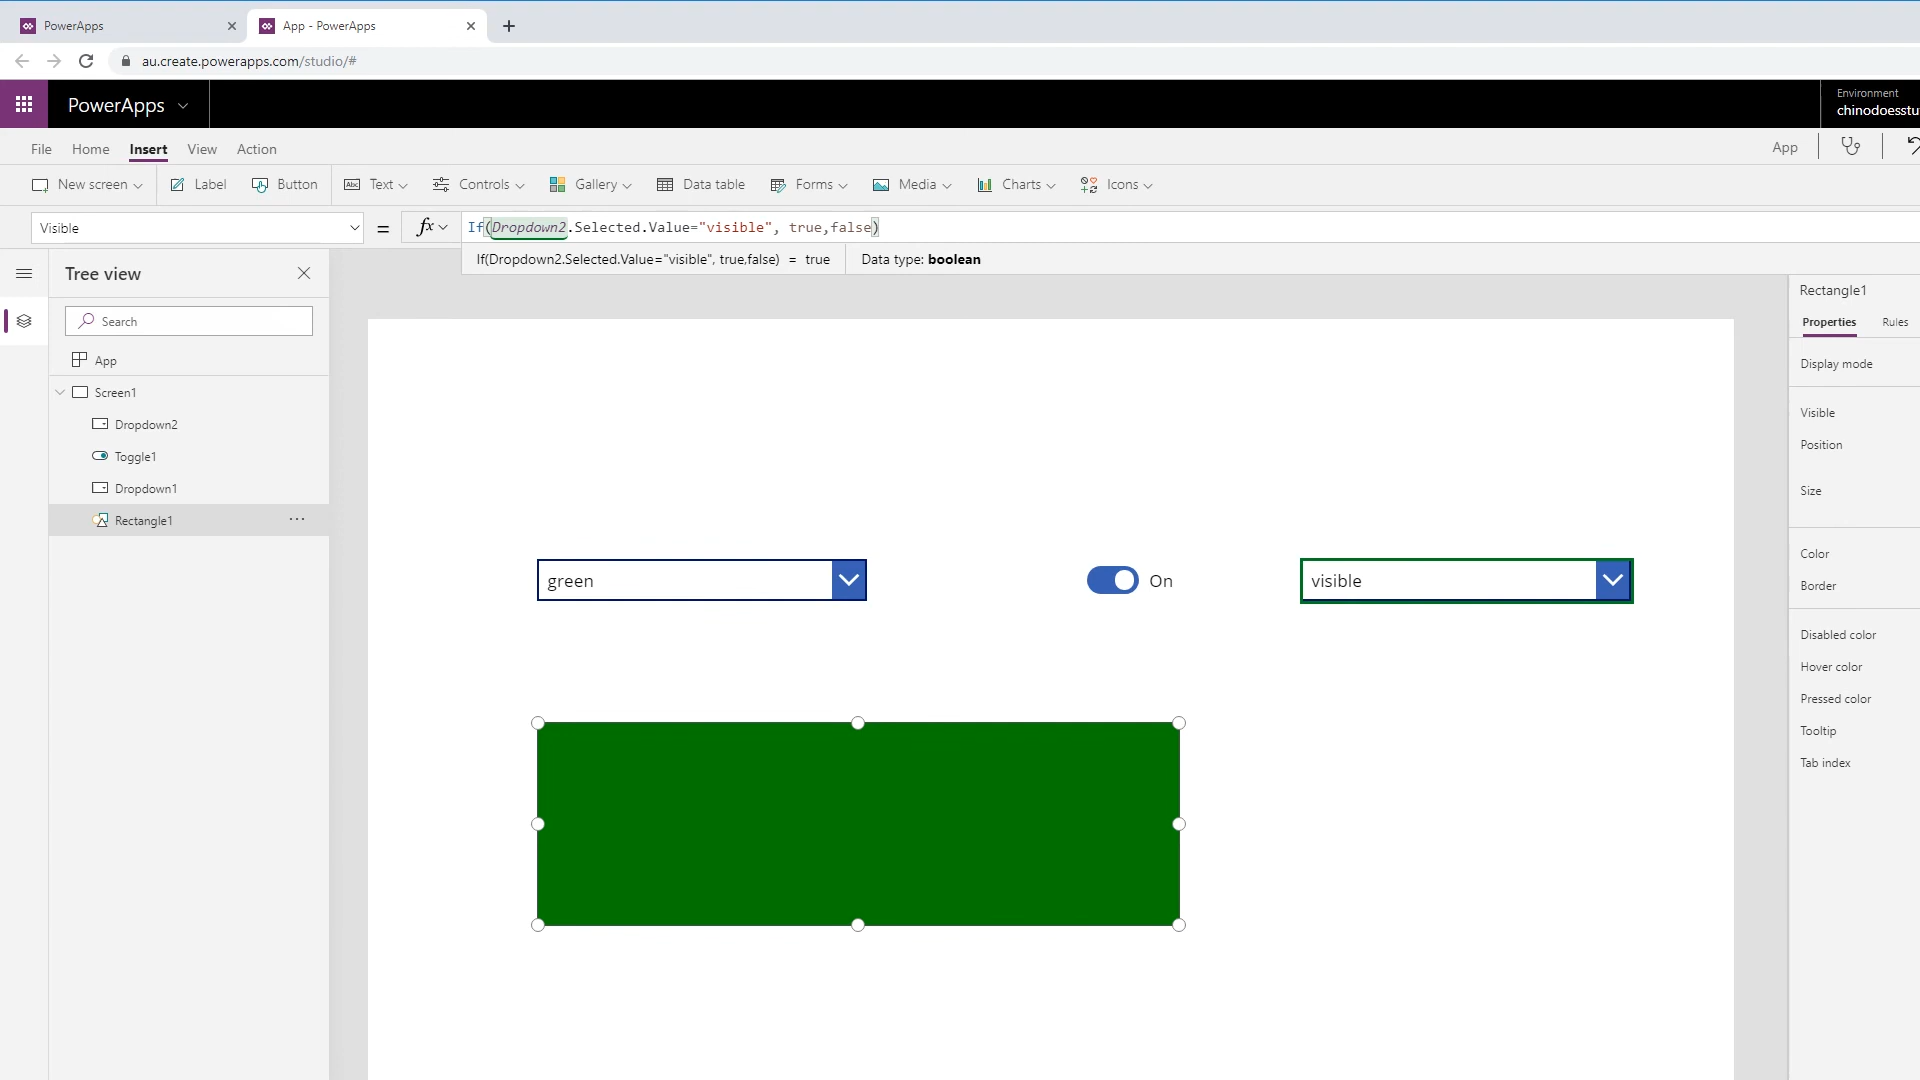 PowerApps
App - PowerApps
au.create.powerapps.com/studio/#
PowerApps
Environment
chinodoesstu
File Home Insert View Action
App
New screen Label Button Text Controls Gallery Data table Forms Media Charts Icons
Visible = fx If(Dropdown2.Selected.Value="visible", true,false)
If(Dropdown2.Selected.Value="visible", true,false) = true Data type: boolean
Tree view
Search
App
Screen1
Dropdown2
Toggle1
Dropdown1
Rectangle1
green
On
visible
Rectangle1
Properties Rules
Display mode
Visible
Position
Size
Color
Border
Disabled color
Hover color
Pressed color
Tooltip
Tab index